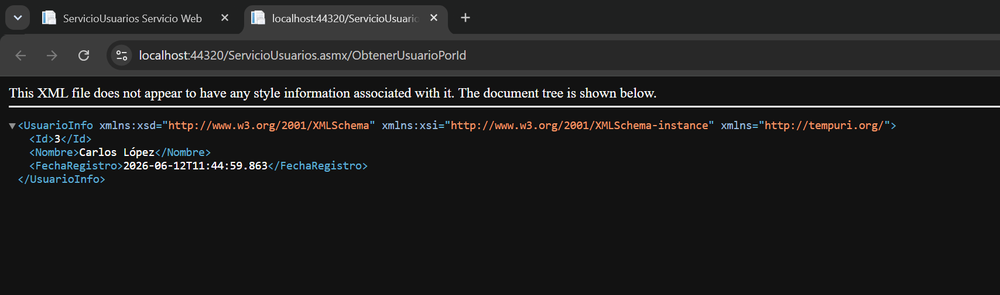 ServicioUsuarios Servicio Web
localhost:44320/ServicioUsuario
localhost:44320/ServicioUsuarios.asmx/ObtenerUsuarioPorId
This XML file does not appear to have any style information associated with it. The document tree is shown below.
<UsuarioInfo xmlns:xsd="http://www.w3.org/2001/XMLSchema" xmlns:xsi="http://www.w3.org/2001/XMLSchema-instance" xmlns="http://tempuri.org/">
<Id>3</Id>
<Nombre>Carlos López</Nombre>
<FechaRegistro>2026-06-12T11:44:59.863</FechaRegistro>
</UsuarioInfo>